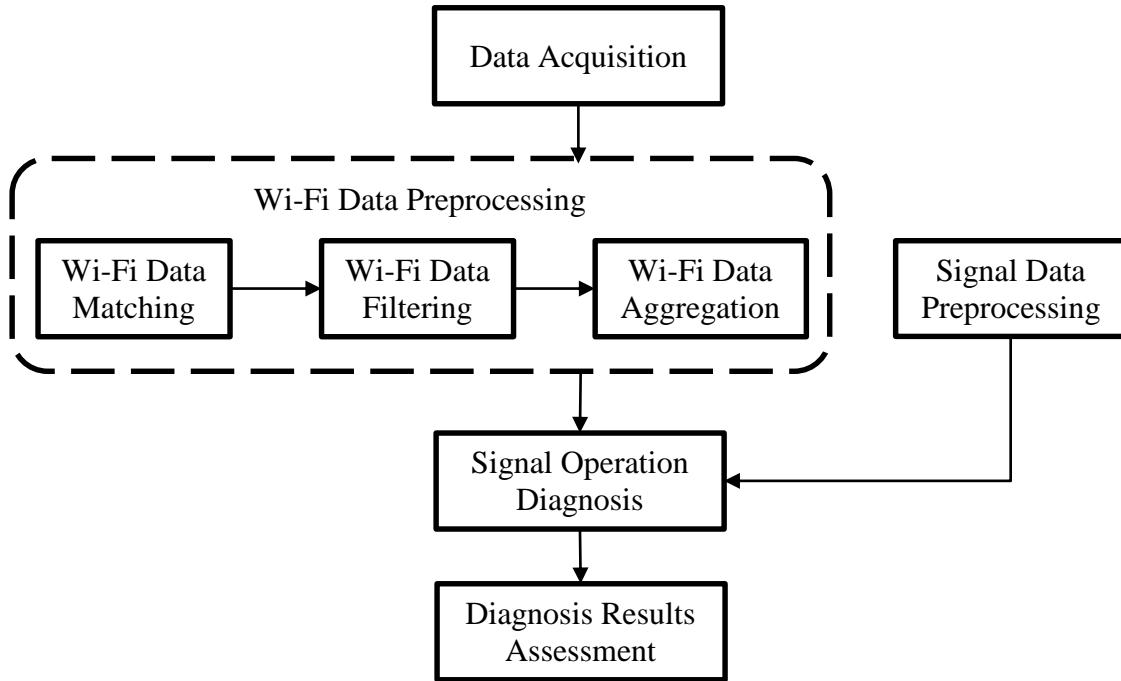 Data Acquisition
Wi-Fi Data Preprocessing
Wi-Fi Data
Matching
Wi-Fi Data
Filtering
Wi-Fi Data
Aggregation
Signal Data
Preprocessing
Signal Operation
Diagnosis
Diagnosis Results
Assessment